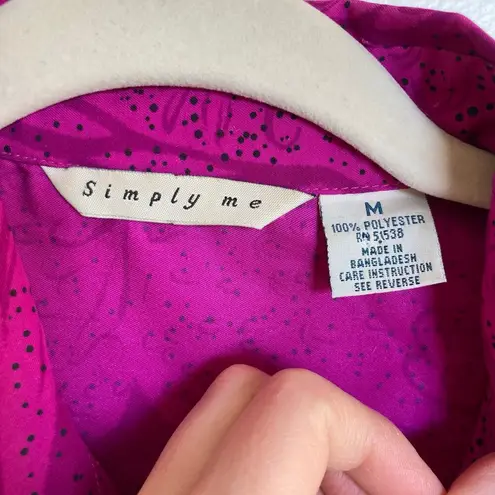 Simply me
M
100% POLYESTER
RN 51538
MADE IN
BANGLADESH
CARE INSTRUCTION
SEE REVERSE